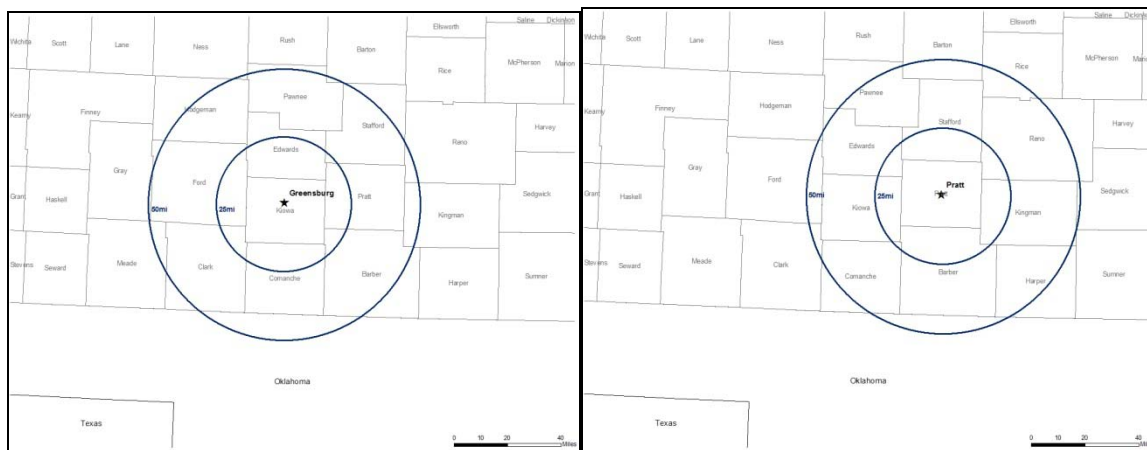 Ellsworth
Saline Dickinson
Wichita Scott Lane Ness Rush Barton
Rice McPherson Marion
Pawnee
Kearny Finney Hodgeman Stafford
Reno Harvey
Edwards
Gray Ford
Grant Haskell Greensburg Pratt Sedgwick
50mi 25mi Kiowa Kingman
Stevens Seward Meade Clark Comanche Barber Harper Sumner
Oklahoma
Texas
0 10 20 40
Miles
Saline Dickinson
Ellsworth
Wichita Scott Lane Ness Rush Barton
Rice McPherson Marion
Pawnee
Kearny Finney Hodgeman Stafford
Reno Harvey
Edwards
Gray Ford
Grant Haskell Pratt Sedgwick
50mi 25mi Kiowa Kingman
Stevens Seward Meade Clark Comanche Barber Harper Sumner
Oklahoma
Texas
0 10 20 40